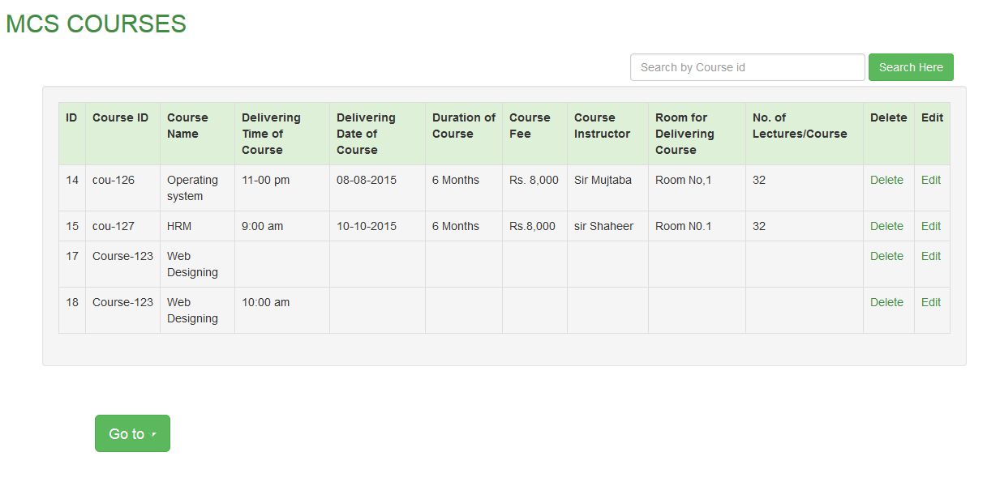 MCS COURSES
Search by Course id Search Here
ID Course ID Course Name Delivering Time of Course Delivering Date of Course Duration of Course Course Fee Course Instructor Room for Delivering Course No. of Lectures/Course Delete Edit
14 cou-126 Operating system 11-00 pm 08-08-2015 6 Months Rs. 8,000 Sir Mujtaba Room No,1 32 Delete Edit
15 cou-127 HRM 9:00 am 10-10-2015 6 Months Rs.8,000 sir Shaheer Room N0.1 32 Delete Edit
17 Course-123 Web Designing Delete Edit
18 Course-123 Web Designing 10:00 am Delete Edit
Go to